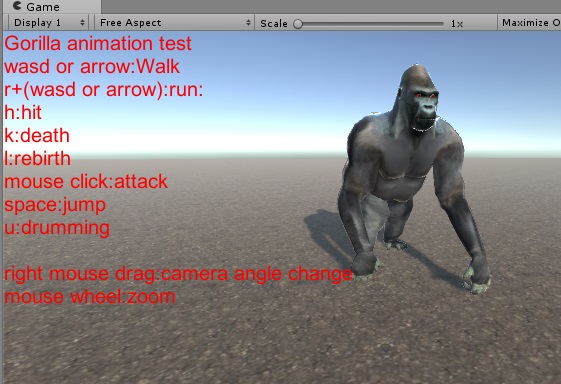 Game
Display 1 Free Aspect Scale 1x Maximize O
Gorilla animation test
wasd or arrow:Walk
r+(wasd or arrow):run:
h:hit
k:death
l:rebirth
mouse click:attack
space:jump
u:drumming
right mouse drag:camera angle change
mouse wheel:zoom